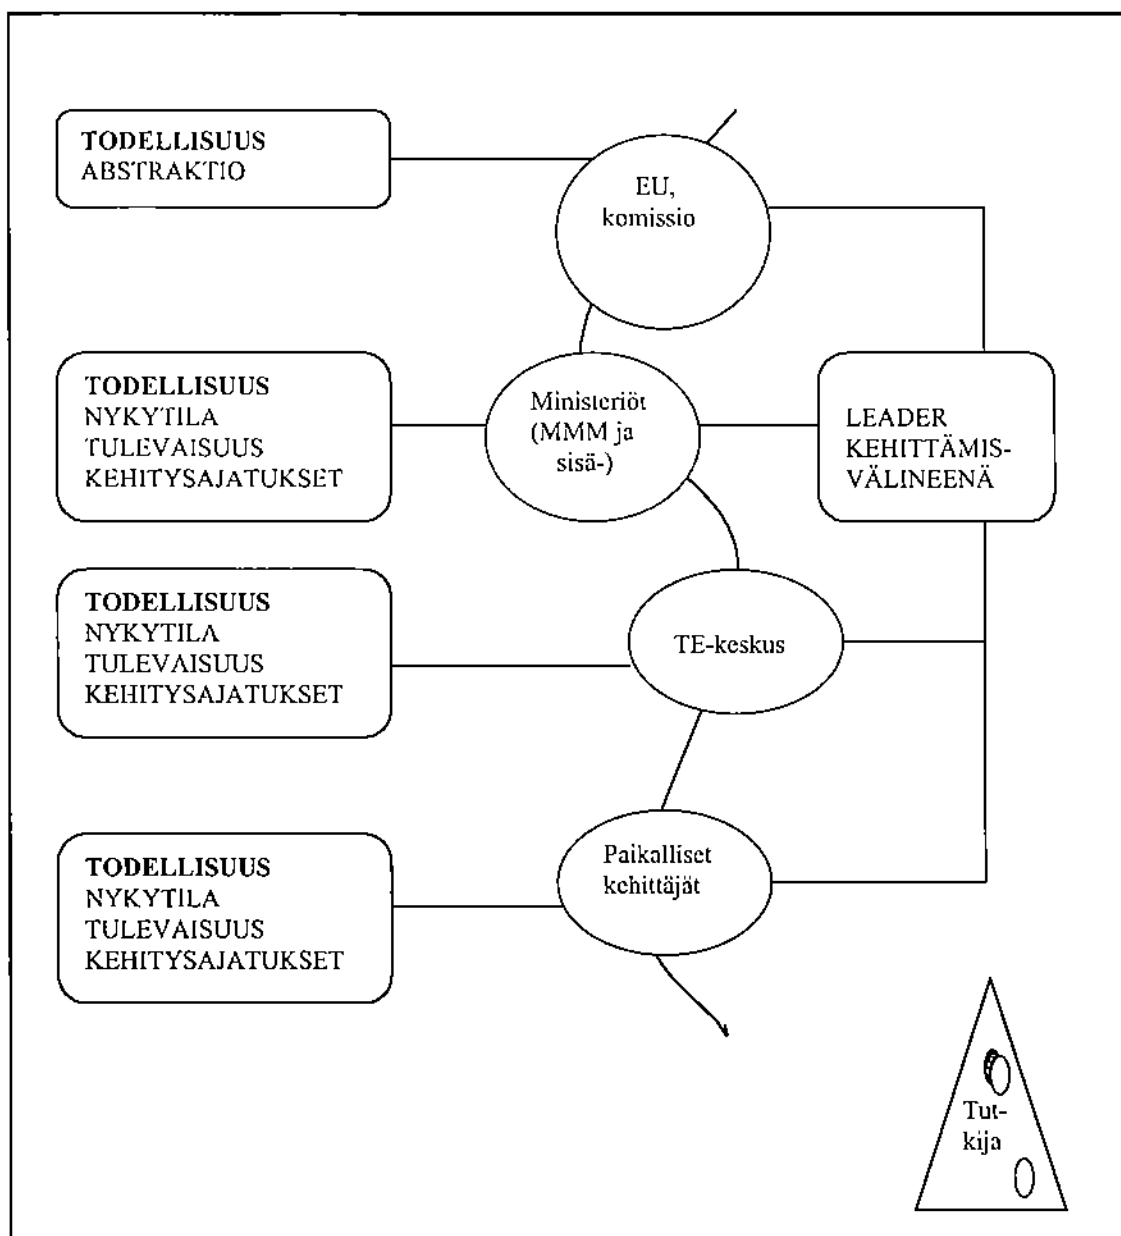 TODELLISUUS
ABSTRAKTIO
EU,
komissio
TODELLISUUS
NYKYTILA
TULEVAISUUS
KEHITYSAJATUKSET
Ministeriöt
(MMM ja
sisä-)
LEADER
KEHITTÄMIS-
VÄLINEENÄ
TODELLISUUS
NYKYTILA
TULEVAISUUS
KEHITYSAJATUKSET
TE-keskus
TODELLISUUS
NYKYTILA
TULEVAISUUS
KEHITYSAJATUKSET
Paikalliset
kehittäjät
Tut-
kija